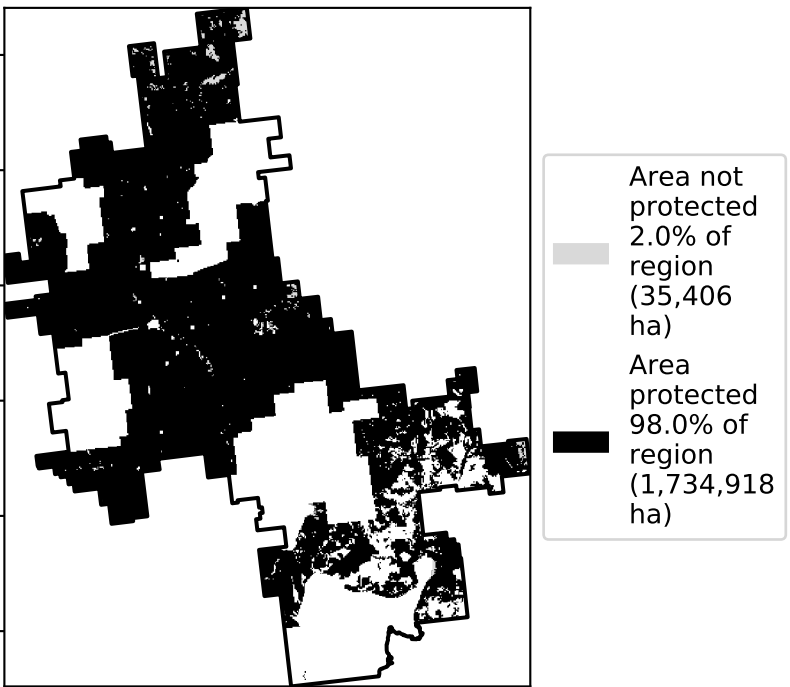 Area not
protected
2.0% of
region
(35,406
ha)
Area
protected
98.0% of
region
(1,734,918
ha)